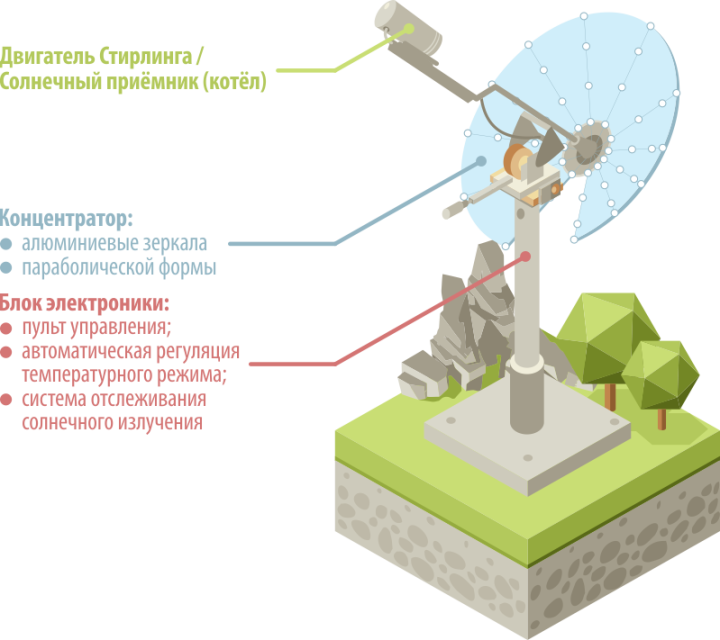 Двигатель Стирлинга /
Солнечный приёмник (котёл)
Концентратор:
● алюминиевые зеркала
● параболической формы
Блок электроники:
● пульт управления;
● автоматическая регуляция
температурного режима;
● система отслеживания
солнечного излучения